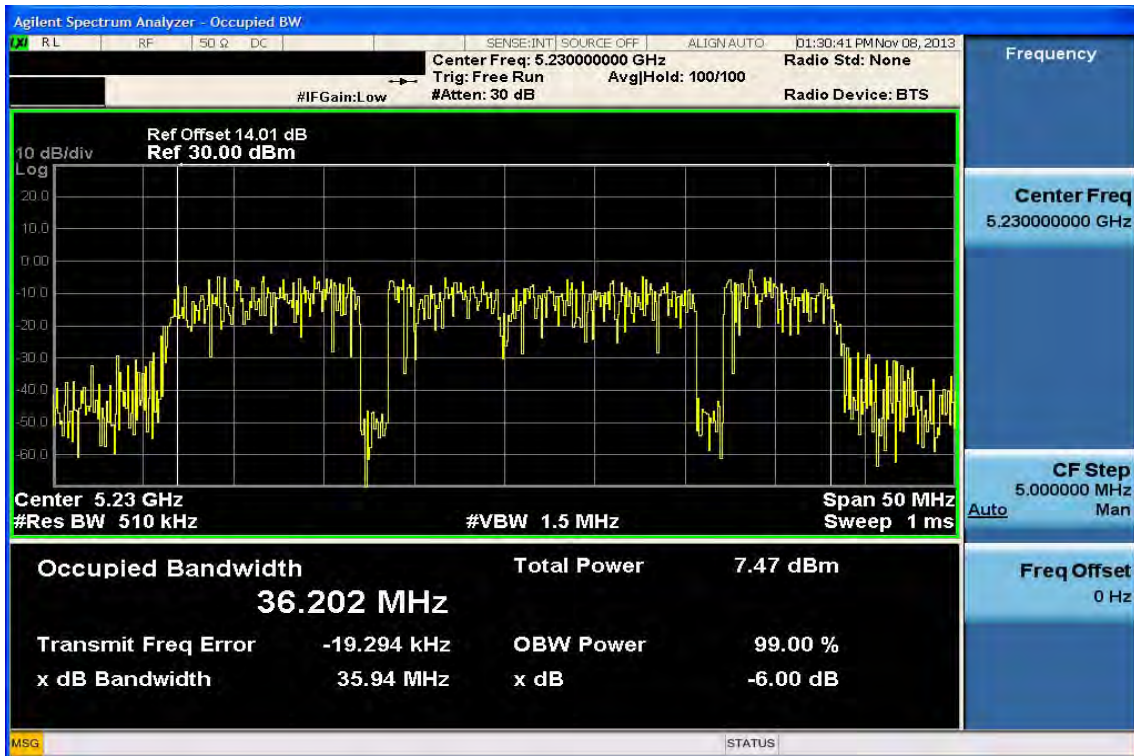 Agilent Spectrum Analyzer - Occupied BW
LXI RL RF 50 Ω DC SENSE:INT SOURCE OFF ALIGN AUTO 01:30:41 PM Nov 08, 2013
Center Freq: 5.230000000 GHz Radio Std: None
Trig: Free Run Avg|Hold: 100/100
#IFGain:Low #Atten: 30 dB Radio Device: BTS
Ref Offset 14.01 dB
10 dB/div Ref 30.00 dBm
Log
20.0
10.0
0.00
-10.0
-20.0
-30.0
-40.0
-50.0
-60.0
Center 5.23 GHz Span 50 MHz
#Res BW 510 kHz #VBW 1.5 MHz Sweep 1 ms
Occupied Bandwidth Total Power 7.47 dBm
36.202 MHz
Transmit Freq Error -19.294 kHz OBW Power 99.00 %
x dB Bandwidth 35.94 MHz x dB -6.00 dB
MSG STATUS
Frequency
Center Freq
5.230000000 GHz
CF Step
5.000000 MHz
Auto Man
Freq Offset
0 Hz